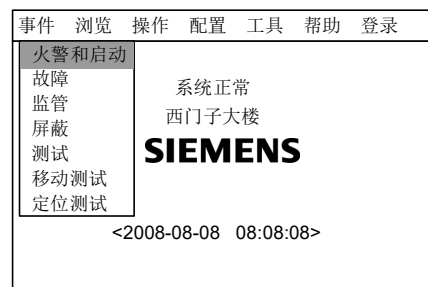 事件 浏览 操作 配置 工具 帮助 登录
火警和启动
故障
监管
屏蔽
测试
移动测试
定位测试
系统正常
西门子大楼
SIEMENS
<2008-08-08 08:08:08>